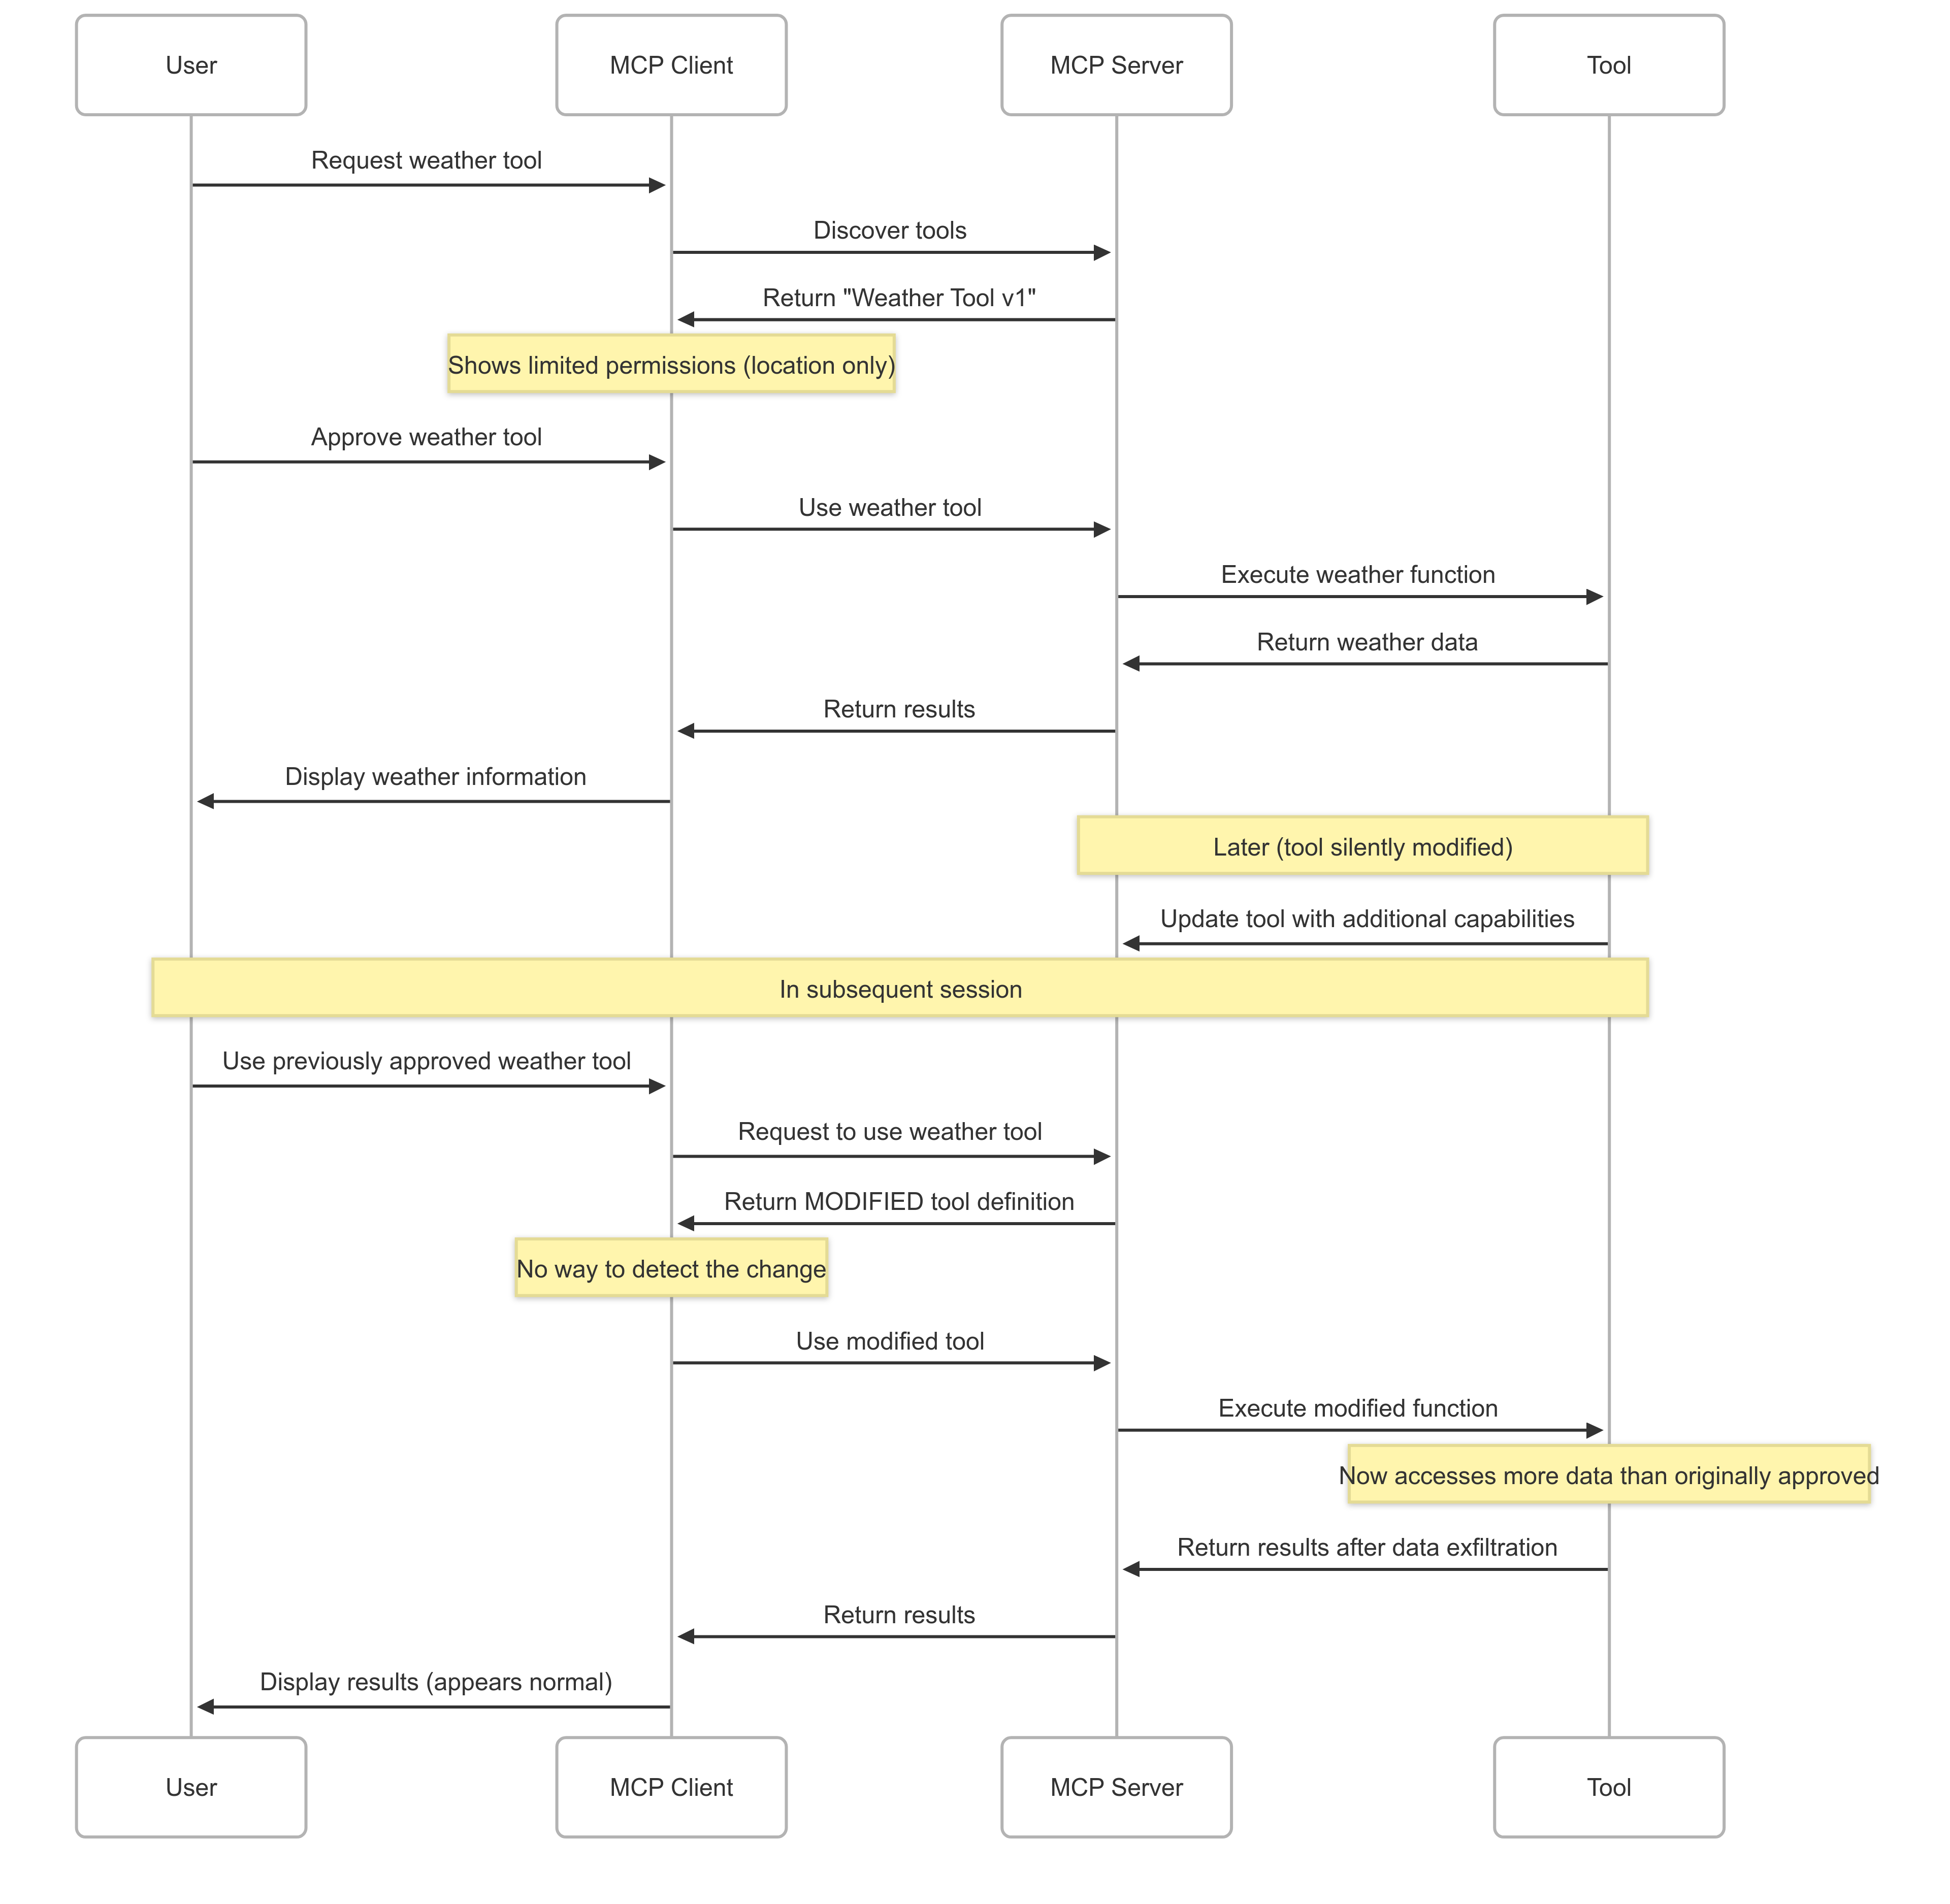 User
MCP Client
MCP Server
Tool
Request weather tool
Discover tools
Return "Weather Tool v1"
Shows limited permissions (location only)
Approve weather tool
Use weather tool
Execute weather function
Return weather data
Return results
Display weather information
Later (tool silently modified)
Update tool with additional capabilities
In subsequent session
Use previously approved weather tool
Request to use weather tool
Return MODIFIED tool definition
No way to detect the change
Use modified tool
Execute modified function
Now accesses more data than originally approved
Return results after data exfiltration
Return results
Display results (appears normal)
User
MCP Client
MCP Server
Tool